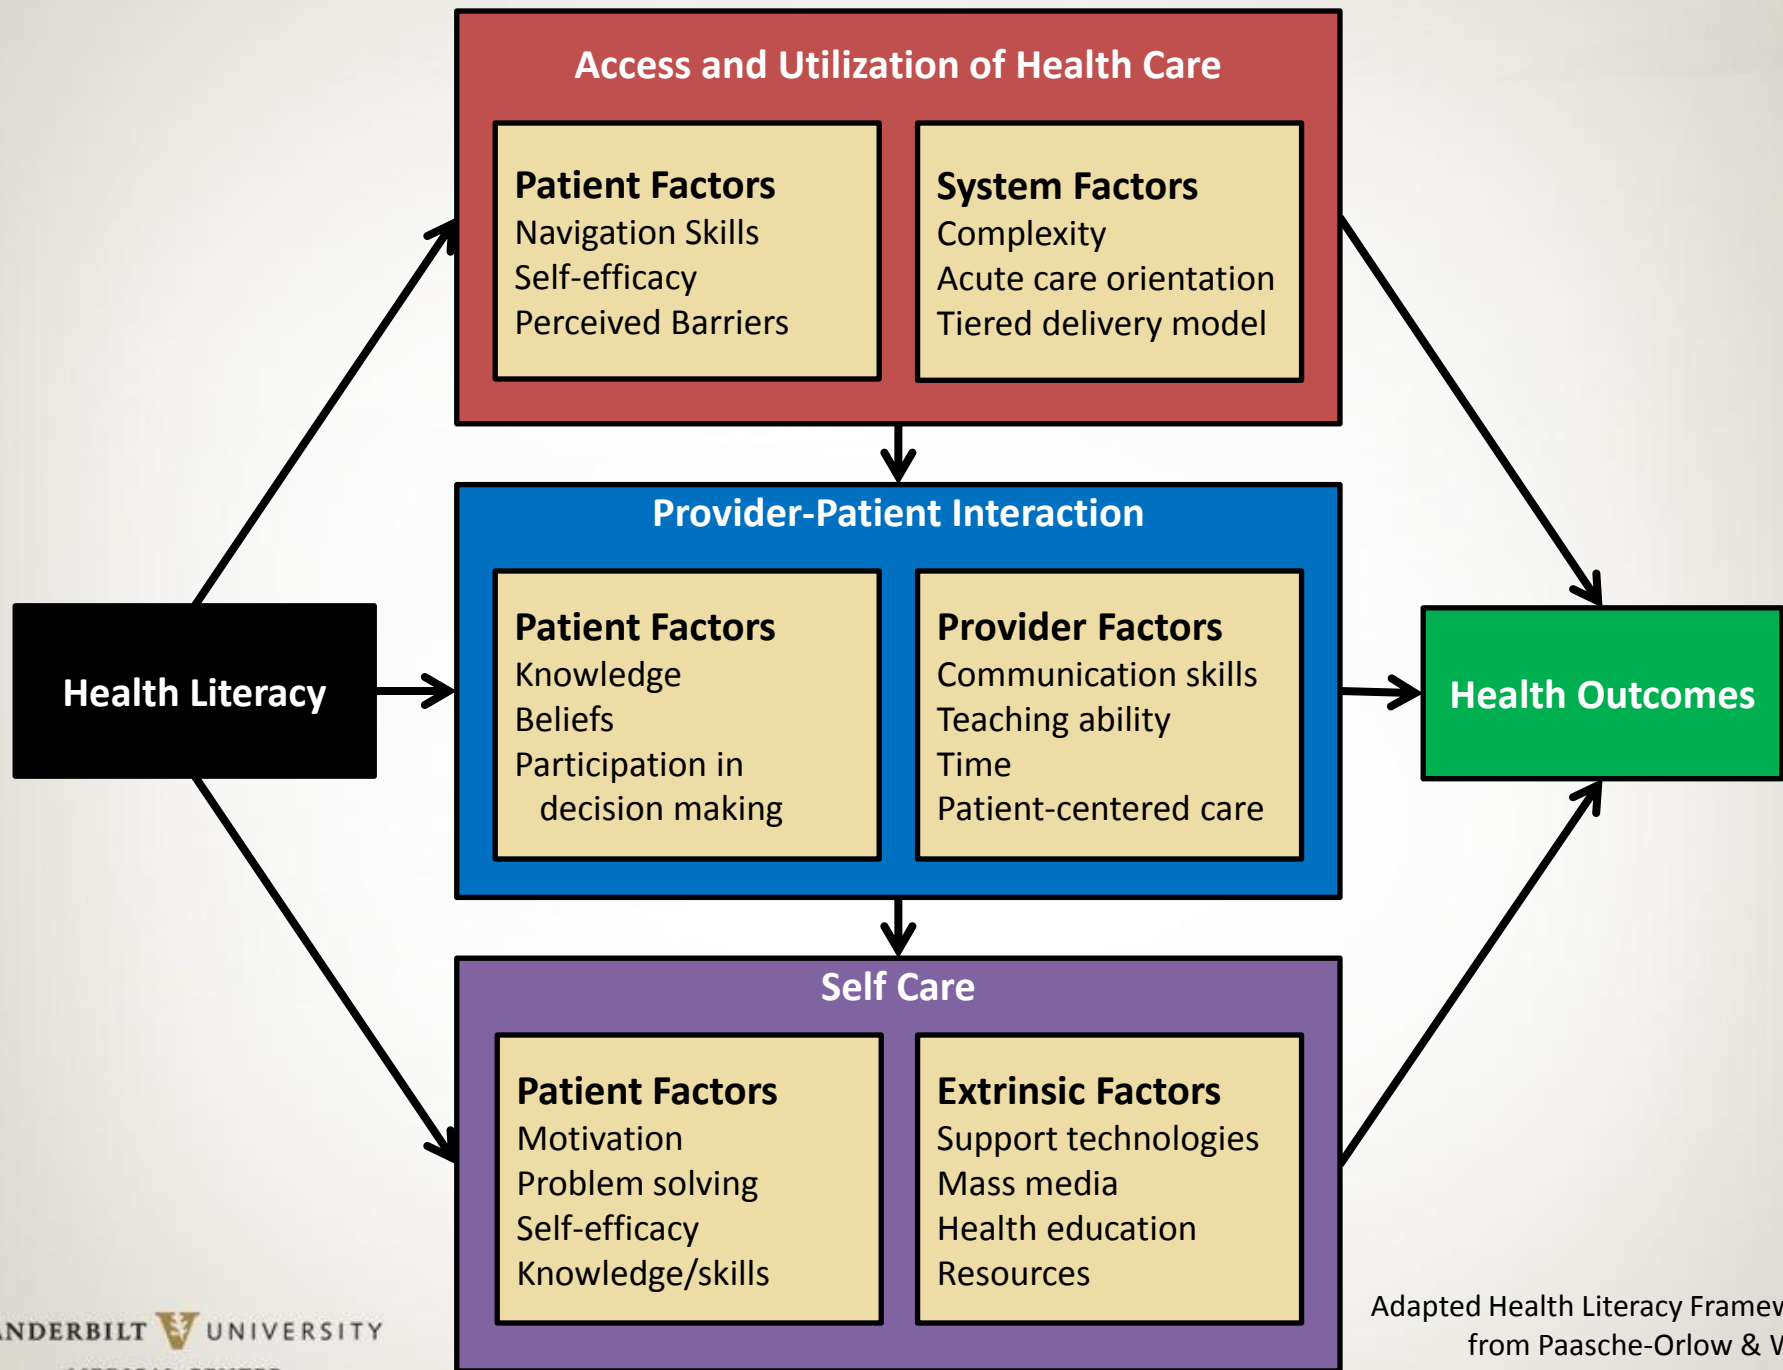 Access and Utilization of Health Care
Patient Factors
Navigation Skills
Self-efficacy
Perceived Barriers
System Factors
Complexity
Acute care orientation
Tiered delivery model
Provider-Patient Interaction
Patient Factors
Knowledge
Beliefs
Participation in
decision making
Provider Factors
Communication skills
Teaching ability
Time
Patient-centered care
Health Literacy
Health Outcomes
Self Care
Patient Factors
Motivation
Problem solving
Self-efficacy
Knowledge/skills
Extrinsic Factors
Support technologies
Mass media
Health education
Resources
UNIVERSITY
Adapted Health Literacy
from Paasche-Orlow &